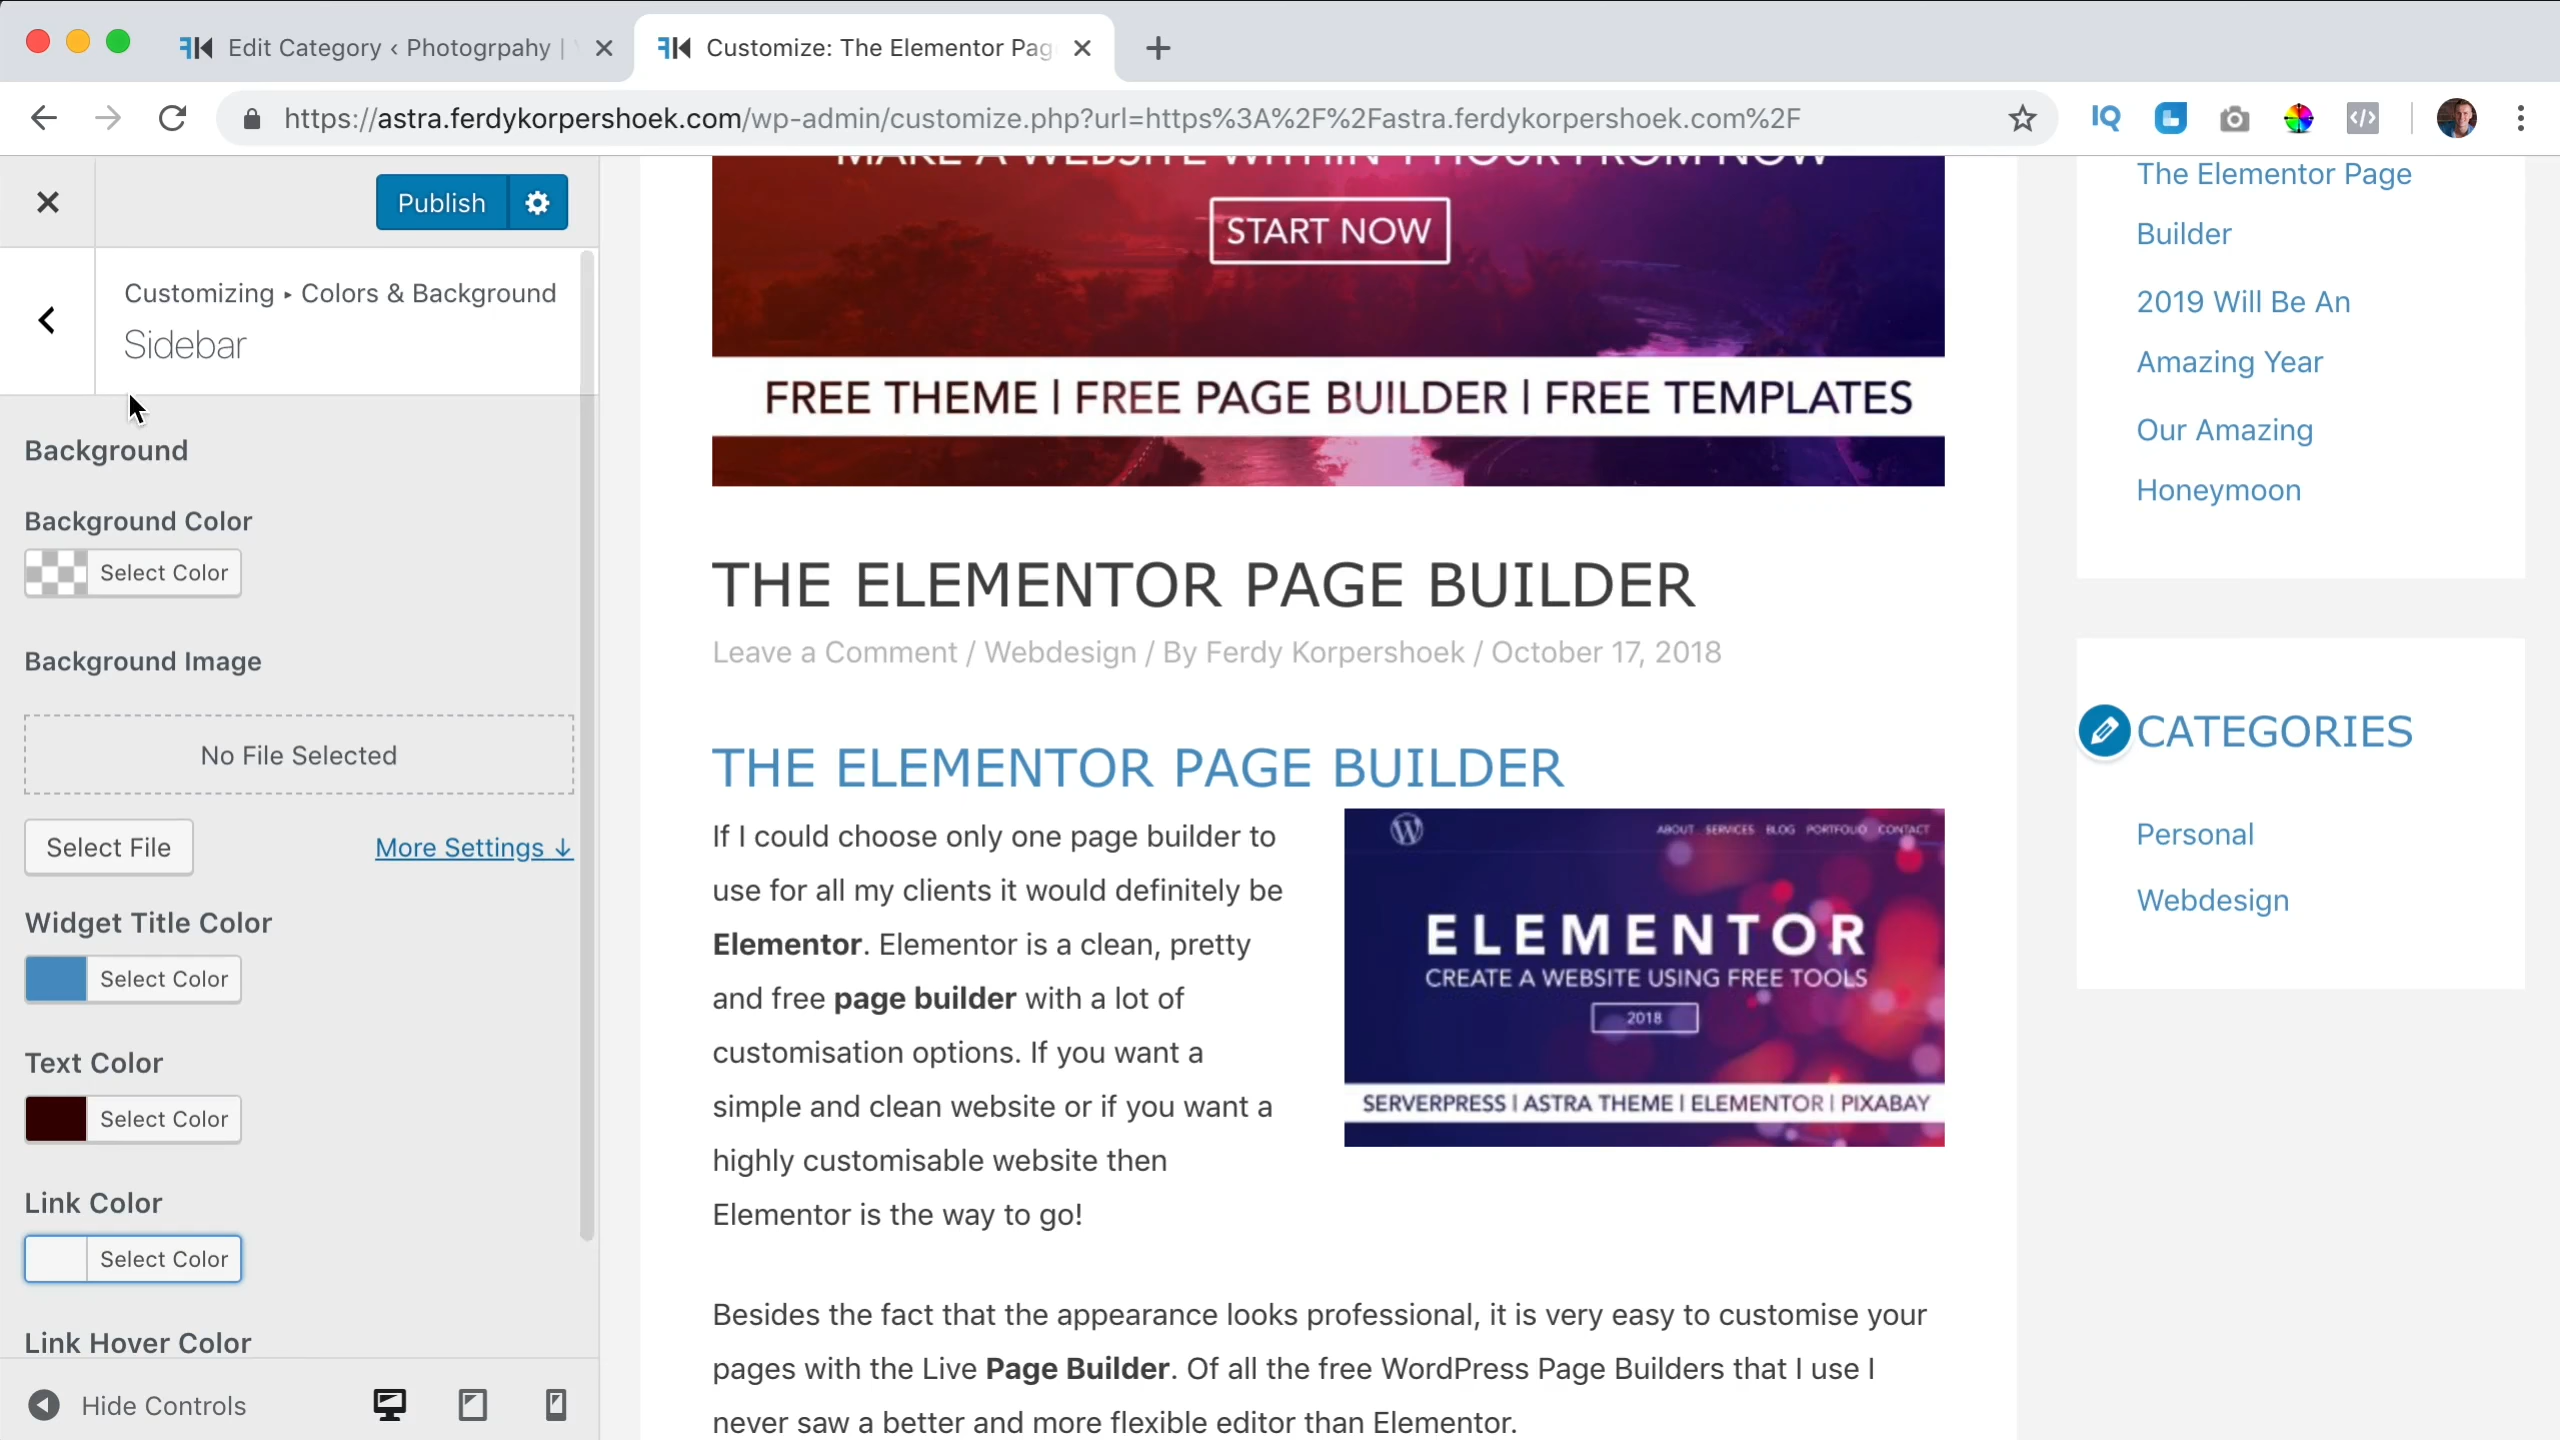 Edit Category ‹ Photogrpahy |
Customize: The Elementor Pag
https://astra.ferdykorpershoek.com/wp-admin/customize.php?url=https%3A%2F%2Fastra.ferdykorpershoek.com%2F
IQ
Publish
Customizing ▸ Colors & Background
Sidebar
Background
Background Color
Select Color
Background Image
No File Selected
Select File
More Settings ↓
Widget Title Color
Select Color
Text Color
Select Color
Link Color
Select Color
Link Hover Color
Hide Controls
MAKE A WEBSITE WITHIN 1 HOUR FROM NOW
START NOW
FREE THEME | FREE PAGE BUILDER | FREE TEMPLATES
THE ELEMENTOR PAGE BUILDER
Leave a Comment / Webdesign / By Ferdy Korpershoek / October 17, 2018
THE ELEMENTOR PAGE BUILDER
If I could choose only one page builder to
use for all my clients it would definitely be
Elementor. Elementor is a clean, pretty
and free page builder with a lot of
customisation options. If you want a
simple and clean website or if you want a
highly customisable website then
Elementor is the way to go!
ABOUT SERVICES BLOG PORTFOLIO CONTACT
ELEMENTOR
CREATE A WEBSITE USING FREE TOOLS
2018
SERVERPRESS | ASTRA THEME | ELEMENTOR | PIXABAY
Besides the fact that the appearance looks professional, it is very easy to customise your
pages with the Live Page Builder. Of all the free WordPress Page Builders that I use I
never saw a better and more flexible editor than Elementor.
The Elementor Page
Builder
2019 Will Be An
Amazing Year
Our Amazing
Honeymoon
CATEGORIES
Personal
Webdesign